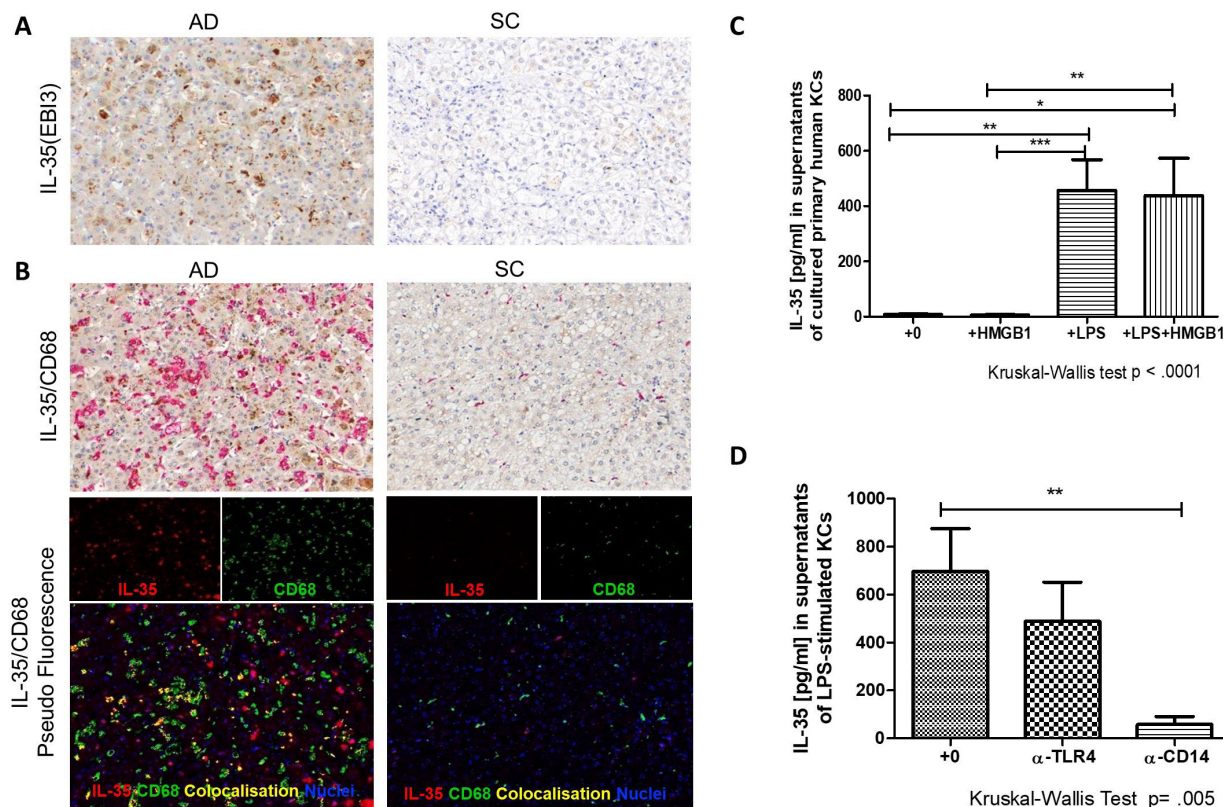 A
AD
SC
IL-35(EBI3)
B
AD
SC
IL-35/CD68
IL-35
CD68
IL-35
CD68
IL-35/CD68
Pseudo Fluorescence
IL-35 CD68 Colocalisation Nuclei
IL-35 CD68 Colocalisation Nuclei
C
IL-35 [pg/ml] in supernatants
of cultured primary human KCs
800
600
400
200
0
**
*
**
***
+0
+HMGB1
+LPS
+LPS+HMGB1
Kruskal-Wallis test p < .0001
D
IL-35 [pg/ml] in supernatants
of LPS-stimulated KCs
1000
800
600
400
200
0
**
+0
α-TLR4
α-CD14
Kruskal-Wallis Test p= .005